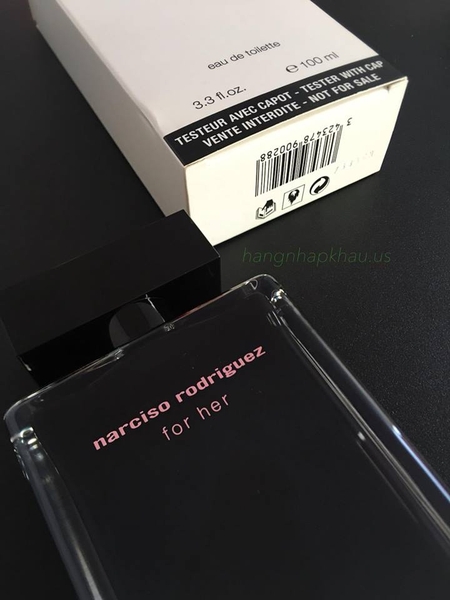 eau de toilette
3.3 fl.oz. e 100 ml
TESTEUR AVEC CAPOT - TESTER WITH CAP
VENTE INTERDITE - NOT FOR SALE
3 423478 900288
hangnhapkhau.us
narciso rodriguez
for her